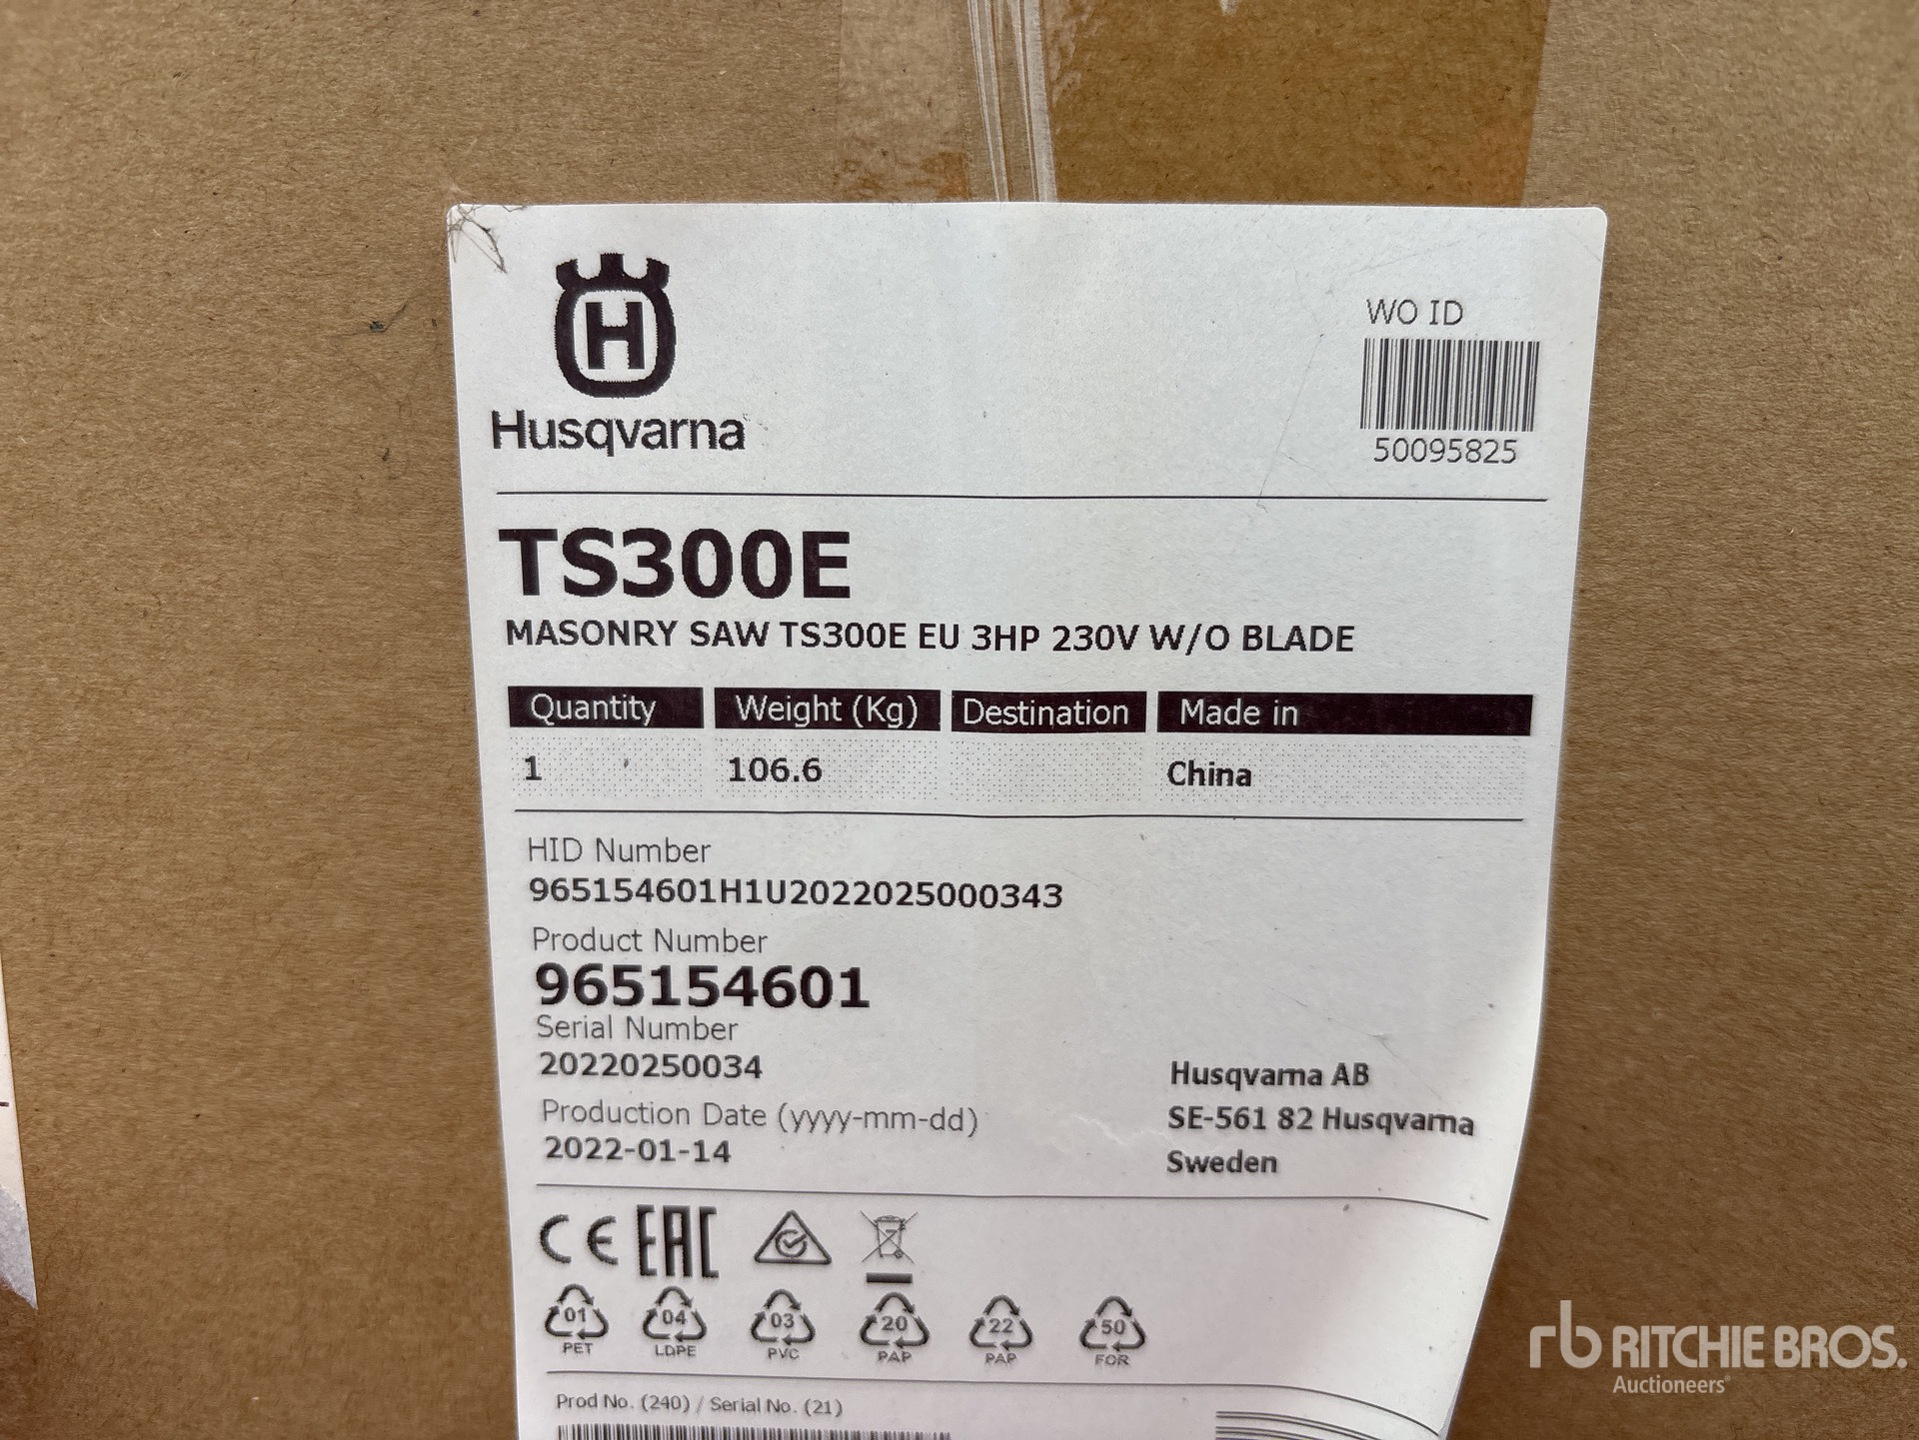 H
Husqvarna
WO ID
50095825
TS300E
MASONRY SAW TS300E EU 3HP 230V W/O BLADE
Quantity Weight (Kg) Destination Made in
1 106.6 China
HID Number
965154601H1U2022025000343
Product Number
965154601
Serial Number
20220250034
Production Date (yyyy-mm-dd)
2022-01-14
Husqvarna AB
SE-561 82 Husqvarna
Sweden
CE EAC
01 04 03 20 22 50
PET LDPE PVC PAP PAP FOR
Prod No. (240) / Serial No. (21)
rb RITCHIE BROS.
Auctioneers